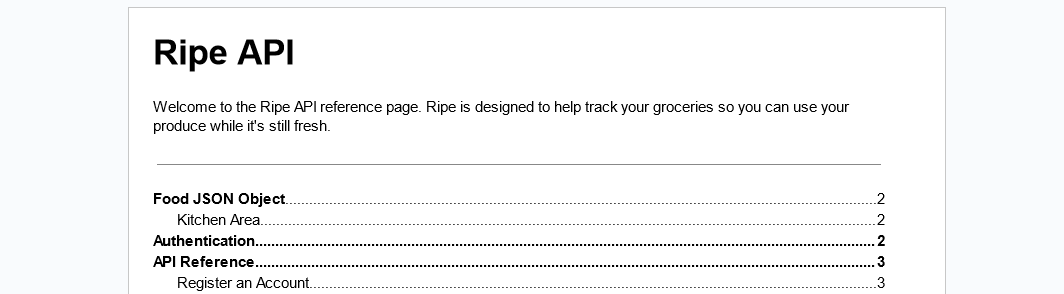 Ripe API
Welcome to the Ripe API reference page. Ripe is designed to help track your groceries so you can use your
produce while it's still fresh.
Food JSON Object........................................................................................................................2
Kitchen Area........................................................................................................................2
Authentication........................................................................................................................2
API Reference........................................................................................................................3
Register an Account........................................................................................................................3